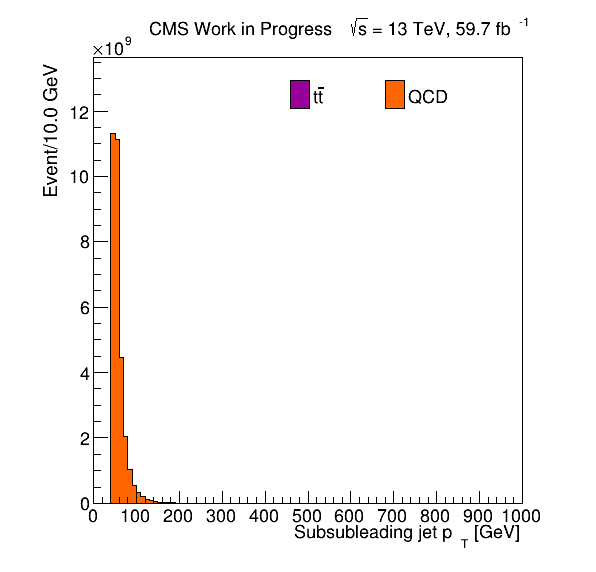 CMS Work in Progress √s = 13 TeV, 59.7 fb⁻¹
×10⁹
Event/10.0 GeV
tt̄
QCD
12
10
8
6
4
2
0
0 100 200 300 400 500 600 700 800 900 1000
Subsubleading jet p_T [GeV]